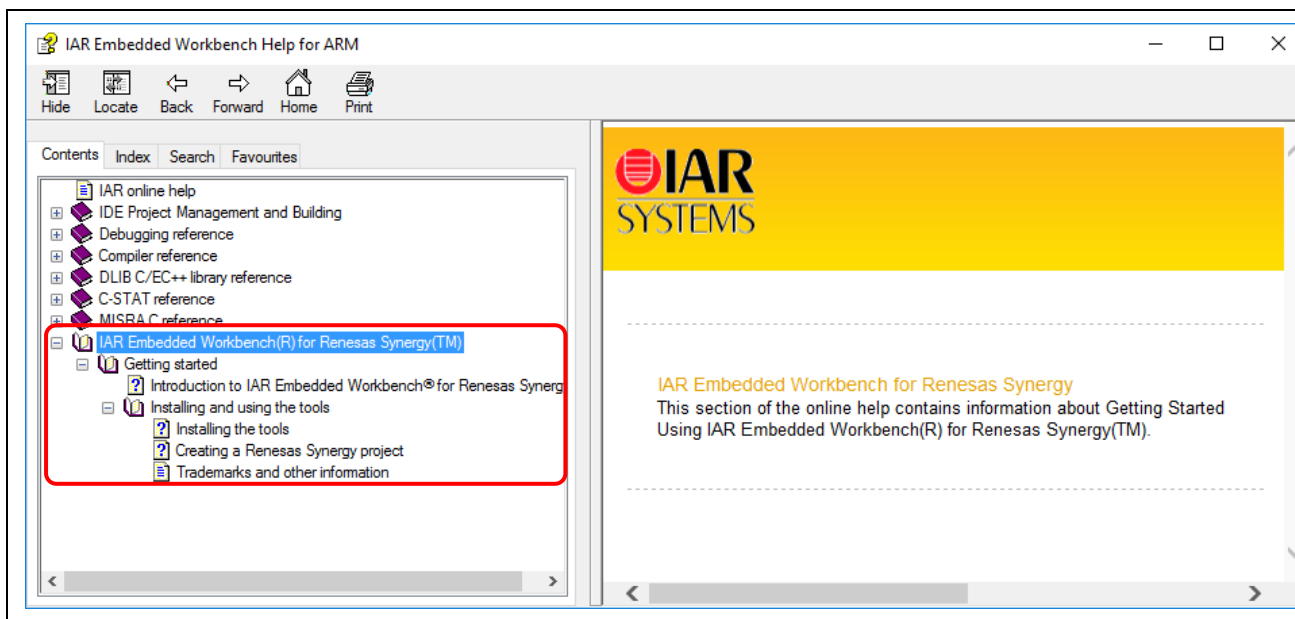 IAR Embedded Workbench Help for ARM
Hide Locate Back Forward Home Print
Contents Index Search Favourites
IAR online help
IDE Project Management and Building
Debugging reference
Compiler reference
DLIB C/EC++ library reference
C-STAT reference
MISRA C reference
IAR Embedded Workbench(R) for Renesas Synergy(TM)
Getting started
Introduction to IAR Embedded Workbench® for Renesas Synerg
Installing and using the tools
Installing the tools
Creating a Renesas Synergy project
Trademarks and other information
IAR
SYSTEMS
IAR Embedded Workbench for Renesas Synergy
This section of the online help contains information about Getting Started
Using IAR Embedded Workbench(R) for Renesas Synergy(TM).